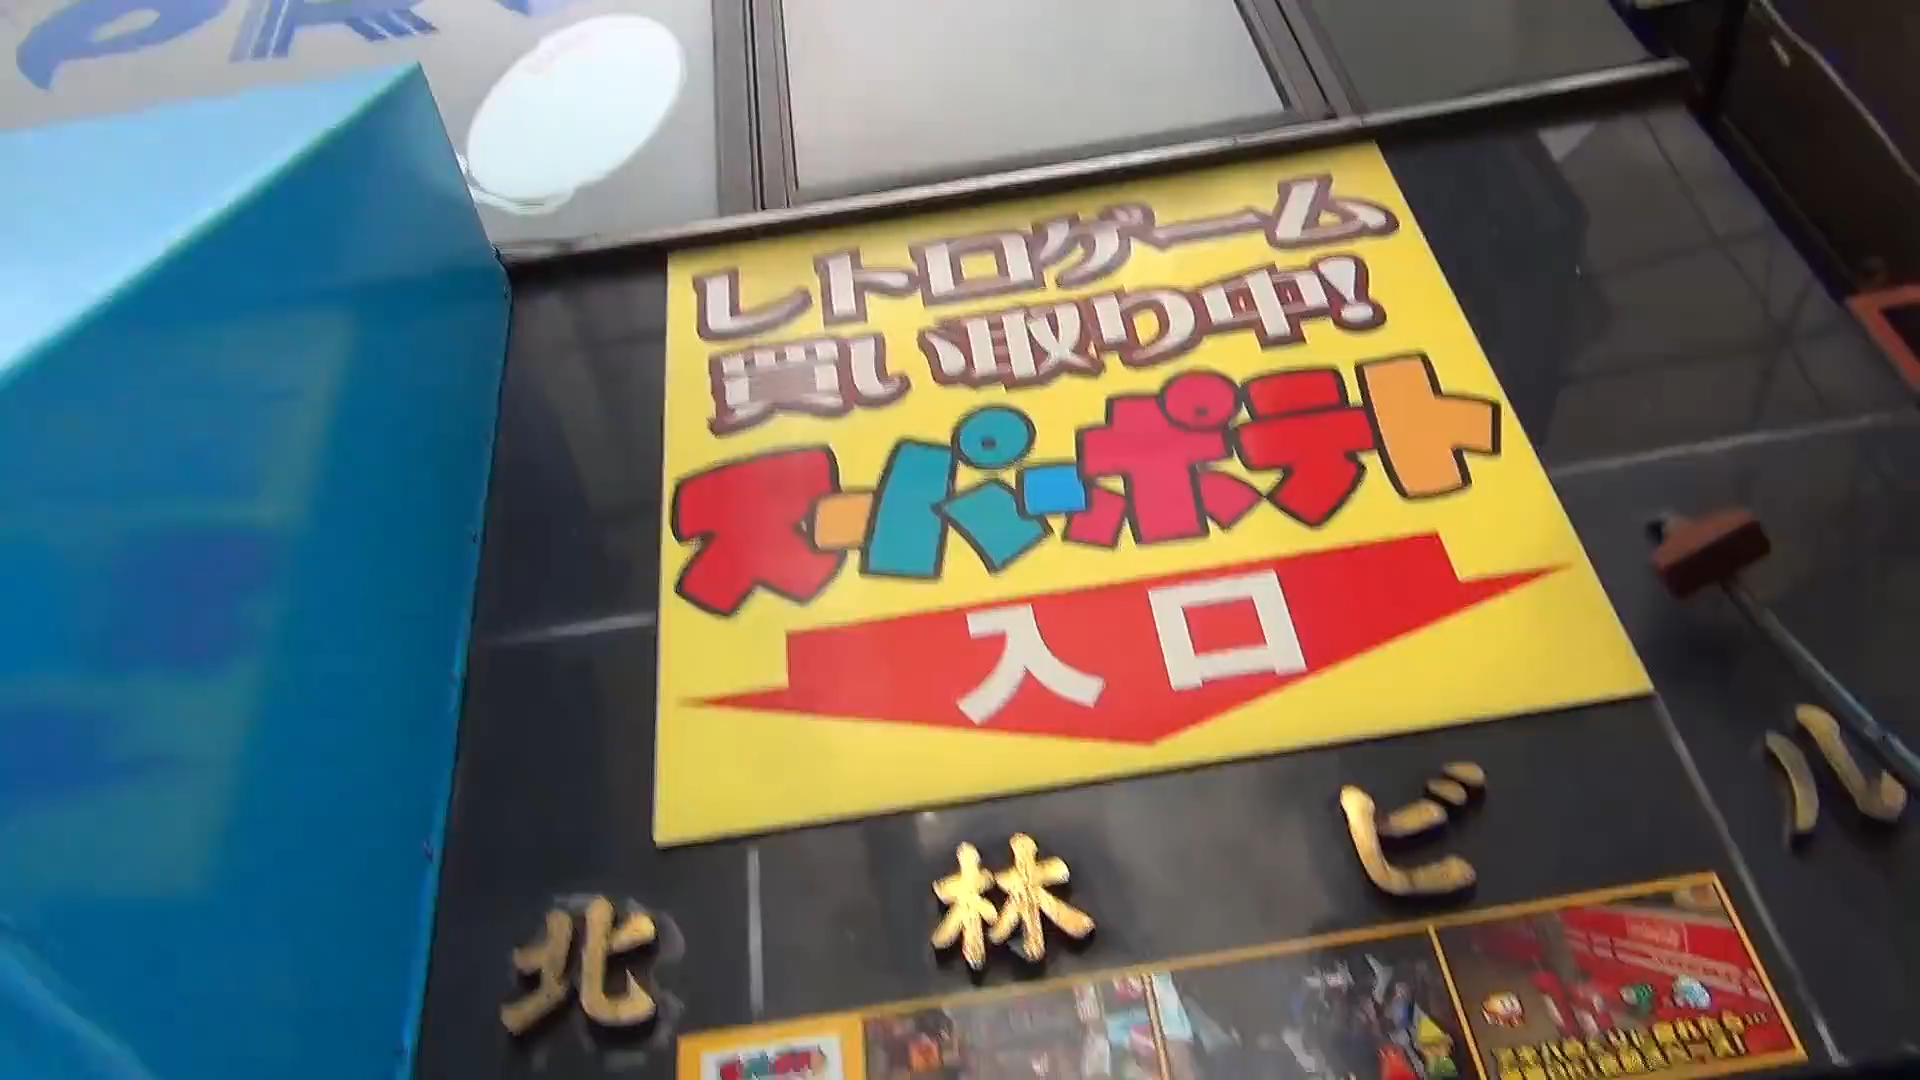 レトロゲーム
買い取り中!
スーパーポテト
入口
北林ビル